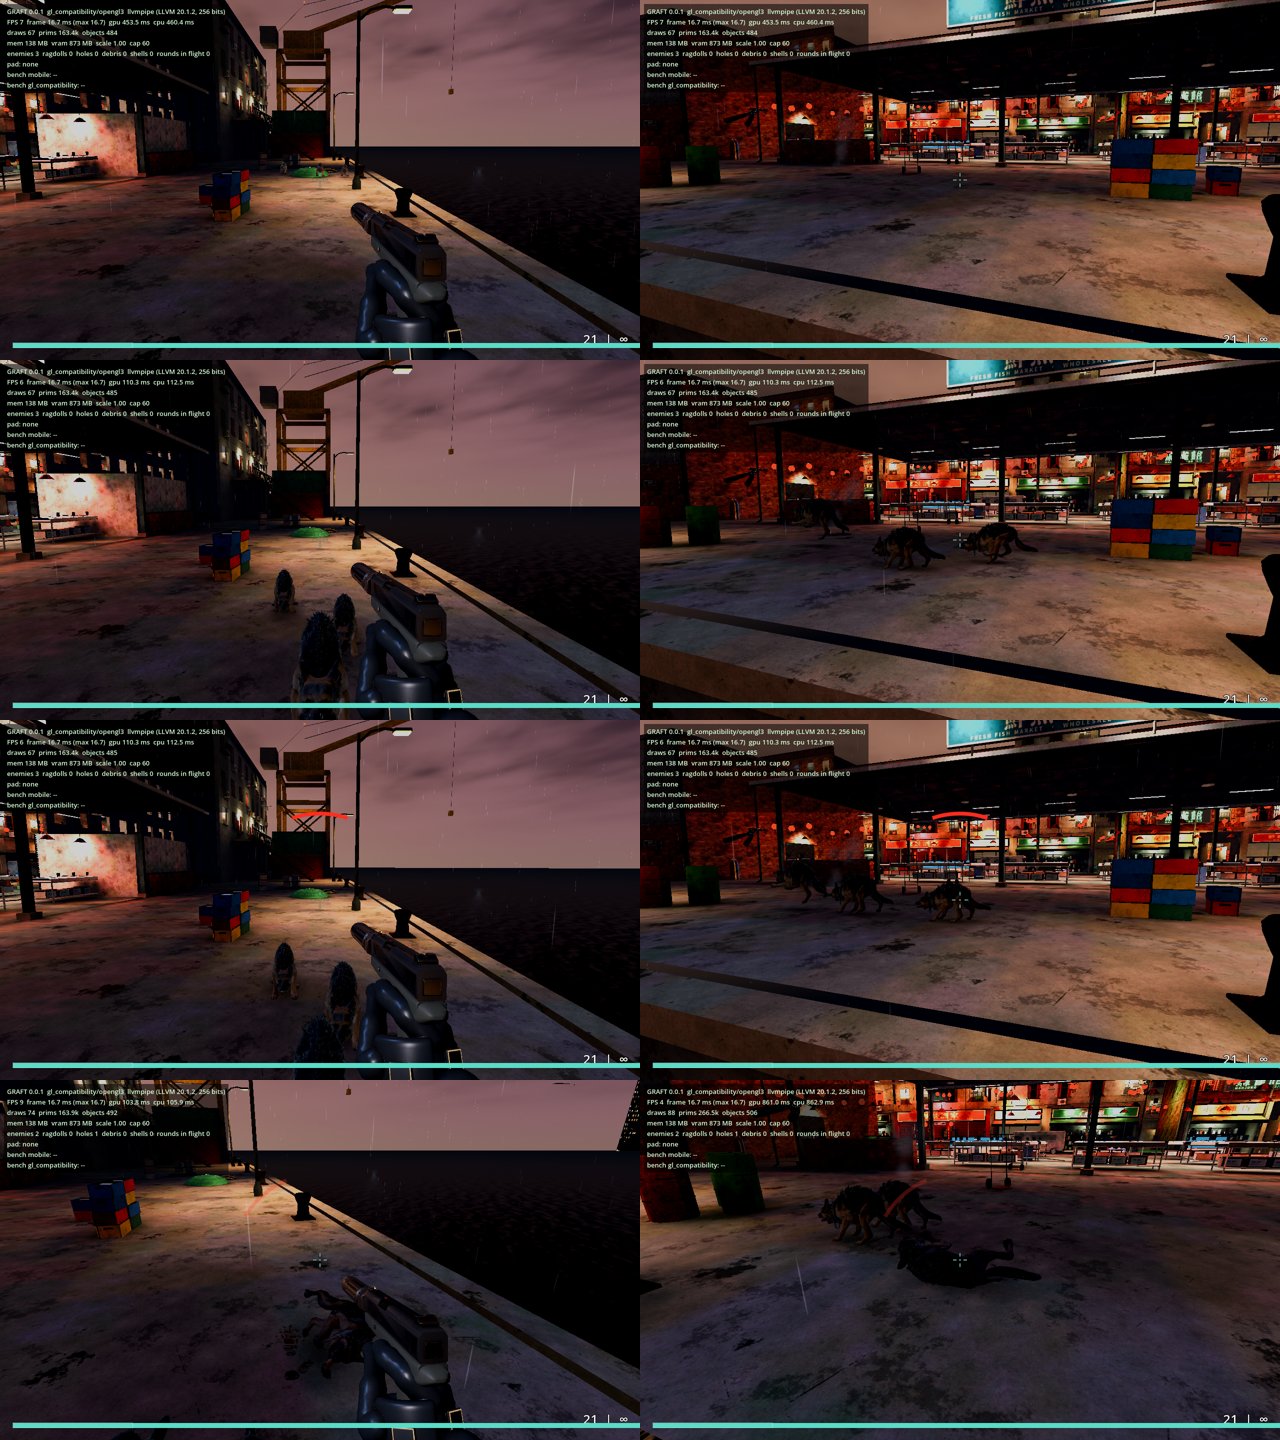 GRAFT 0.0.1 gl_compatibility/opengl3 llvmpipe (LLVM 20.1.2, 256 bits)
FPS 7 frame 16.7 ms (max 16.7) gpu 453.5 ms cpu 460.4 ms
draws 67 prims 163.4k objects 484
mem 138 MB vram 873 MB scale 1.00 cap 60
enemies 3 ragdolls 0 holes 0 debris 0 shells 0 rounds in flight 0
pad: none
bench mobile: --
bench gl_compatibility: --
21 | ∞
GRAFT 0.0.1 gl_compatibility/opengl3 llvmpipe (LLVM 20.1.2, 256 bits)
FPS 7 frame 16.7 ms (max 16.7) gpu 453.5 ms cpu 460.4 ms
draws 67 prims 163.4k objects 484
mem 138 MB vram 873 MB scale 1.00 cap 60
enemies 3 ragdolls 0 holes 0 debris 0 shells 0 rounds in flight 0
pad: none
bench mobile: --
bench gl_compatibility: --
FRESH FISH MARKET WHOLESALE
21 | ∞
GRAFT 0.0.1 gl_compatibility/opengl3 llvmpipe (LLVM 20.1.2, 256 bits)
FPS 6 frame 16.7 ms (max 16.7) gpu 110.3 ms cpu 112.5 ms
draws 67 prims 163.4k objects 485
mem 138 MB vram 873 MB scale 1.00 cap 60
enemies 3 ragdolls 0 holes 0 debris 0 shells 0 rounds in flight 0
pad: none
bench mobile: --
bench gl_compatibility: --
21 | ∞
GRAFT 0.0.1 gl_compatibility/opengl3 llvmpipe (LLVM 20.1.2, 256 bits)
FPS 6 frame 16.7 ms (max 16.7) gpu 110.3 ms cpu 112.5 ms
draws 67 prims 163.4k objects 485
mem 138 MB vram 873 MB scale 1.00 cap 60
enemies 3 ragdolls 0 holes 0 debris 0 shells 0 rounds in flight 0
pad: none
bench mobile: --
bench gl_compatibility: --
FRESH FISH MARKET WHOLESALE
21 | ∞
GRAFT 0.0.1 gl_compatibility/opengl3 llvmpipe (LLVM 20.1.2, 256 bits)
FPS 6 frame 16.7 ms (max 16.7) gpu 110.3 ms cpu 112.5 ms
draws 67 prims 163.4k objects 485
mem 138 MB vram 873 MB scale 1.00 cap 60
enemies 3 ragdolls 0 holes 0 debris 0 shells 0 rounds in flight 0
pad: none
bench mobile: --
bench gl_compatibility: --
21 | ∞
GRAFT 0.0.1 gl_compatibility/opengl3 llvmpipe (LLVM 20.1.2, 256 bits)
FPS 6 frame 16.7 ms (max 16.7) gpu 110.3 ms cpu 112.5 ms
draws 67 prims 163.4k objects 485
mem 138 MB vram 873 MB scale 1.00 cap 60
enemies 3 ragdolls 0 holes 0 debris 0 shells 0 rounds in flight 0
pad: none
bench mobile: --
bench gl_compatibility: --
FRESH FISH MARKET WHOLESALE
21 | ∞
GRAFT 0.0.1 gl_compatibility/opengl3 llvmpipe (LLVM 20.1.2, 256 bits)
FPS 9 frame 16.7 ms (max 16.7) gpu 103.8 ms cpu 105.9 ms
draws 74 prims 163.9k objects 492
mem 138 MB vram 873 MB scale 1.00 cap 60
enemies 2 ragdolls 0 holes 1 debris 0 shells 0 rounds in flight 0
pad: none
bench mobile: --
bench gl_compatibility: --
21 | ∞
GRAFT 0.0.1 gl_compatibility/opengl3 llvmpipe (LLVM 20.1.2, 256 bits)
FPS 4 frame 16.7 ms (max 16.7) gpu 861.0 ms cpu 862.9 ms
draws 88 prims 266.5k objects 506
mem 138 MB vram 873 MB scale 1.00 cap 60
enemies 2 ragdolls 0 holes 1 debris 0 shells 0 rounds in flight 0
pad: none
bench mobile: --
bench gl_compatibility: --
21 | ∞